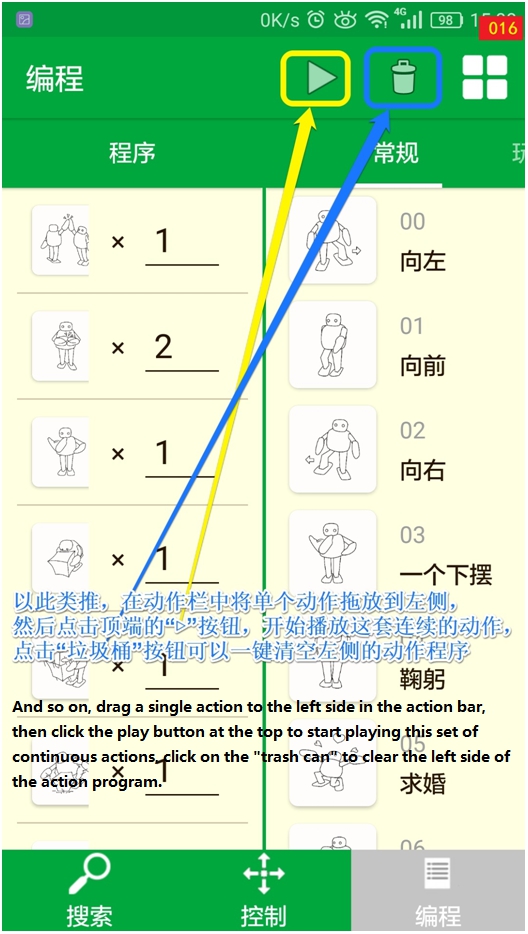 0K/s 4G 98
016
编程
程序 常规
× 1
× 2
× 1
× 1
× 1
× 1
00
向左
01
向前
02
向右
03
一个下摆
以此类推，在动作栏中将单个动作拖放到左侧，
然后点击顶端的“▷”按钮，开始播放这套连续的动作，
点击“垃圾桶”按钮可以一键清空左侧的动作程序
鞠躬
And so on, drag a single action to the left side in the action bar,
then click the play button at the top to start playing this set of
continuous actions, click on the "trash can" to clear the left side of
the action program.
05
求婚
06
搜索 控制 编程